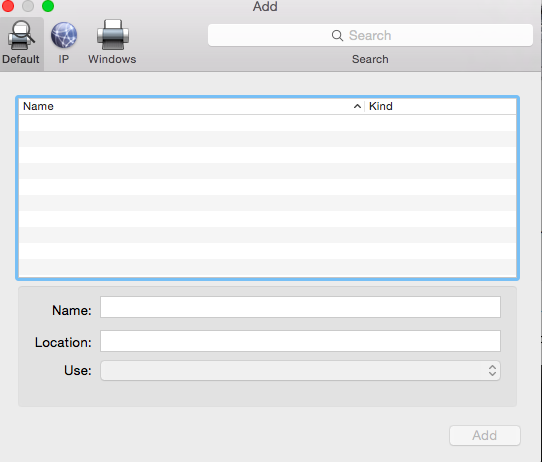 Add
Default IP Windows
Search
Search
Name Kind
Name:
Location:
Use:
Add